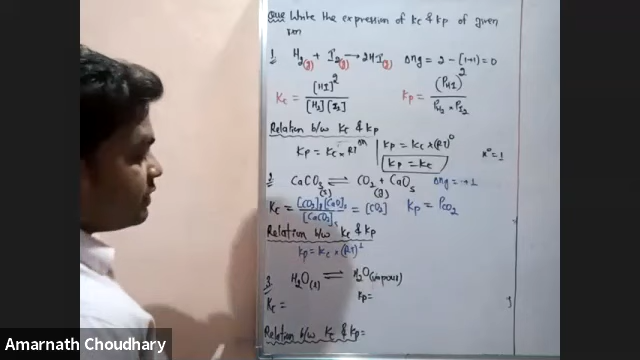 Que Write the expression of Kc & Kp of given
rxn
1. H2(g) + I2(g) → 2HI(g) Δng = 2 - [1+1] = 0
Kc = [HI]^2 / [H2][I2] Kp = (PHI)^2 / PH2 × PI2
Relation b/w Kc & Kp
Kp = Kc × RT^Δn | Kp = Kc × (RT)^0
Kp = Kc x^0 = 1
2. CaCO3(s) ⇌ CO2(g) + CaOs Δng = +1
Kc = [CO2]g [CaO]s / [CaCO3]s = [CO2] Kp = PCO2
Relation b/w Kc & Kp
Kp = Kc × (RT)^1
3. H2O(l) ⇌ H2O(vapour)
Kc = Kp =
Relation b/w Kc & Kp =
Amarnath Choudhary